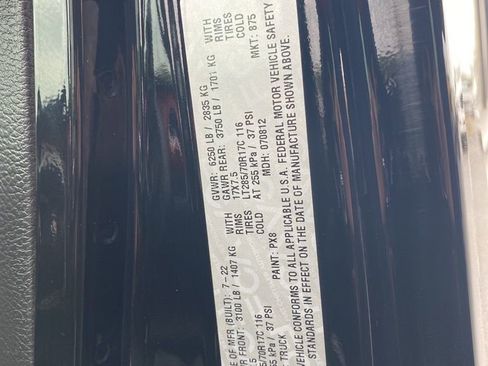 E OF MFR (BUILT): 7-22 GVWR: 6250 LB / 2835 KG
FRONT: 3100 LB / 1407 KG WITH GAWR REAR: 3750 LB / 1701 KG WITH
5 RIMS 17X7.5 RIMS
/70R17C 116 TIRES LT285/70R17C 116 TIRES
5 kPa / 37 PSI COLD AT 255 kPa / 37 PSI COLD
MDH: 070812 MKT: 875
TRUCK PAINT: PX8
VEHICLE CONFORMS TO ALL APPLICABLE U.S.A. FEDERAL MOTOR VEHICLE SAFETY
STANDARDS IN EFFECT ON THE DATE OF MANUFACTURE SHOWN ABOVE.